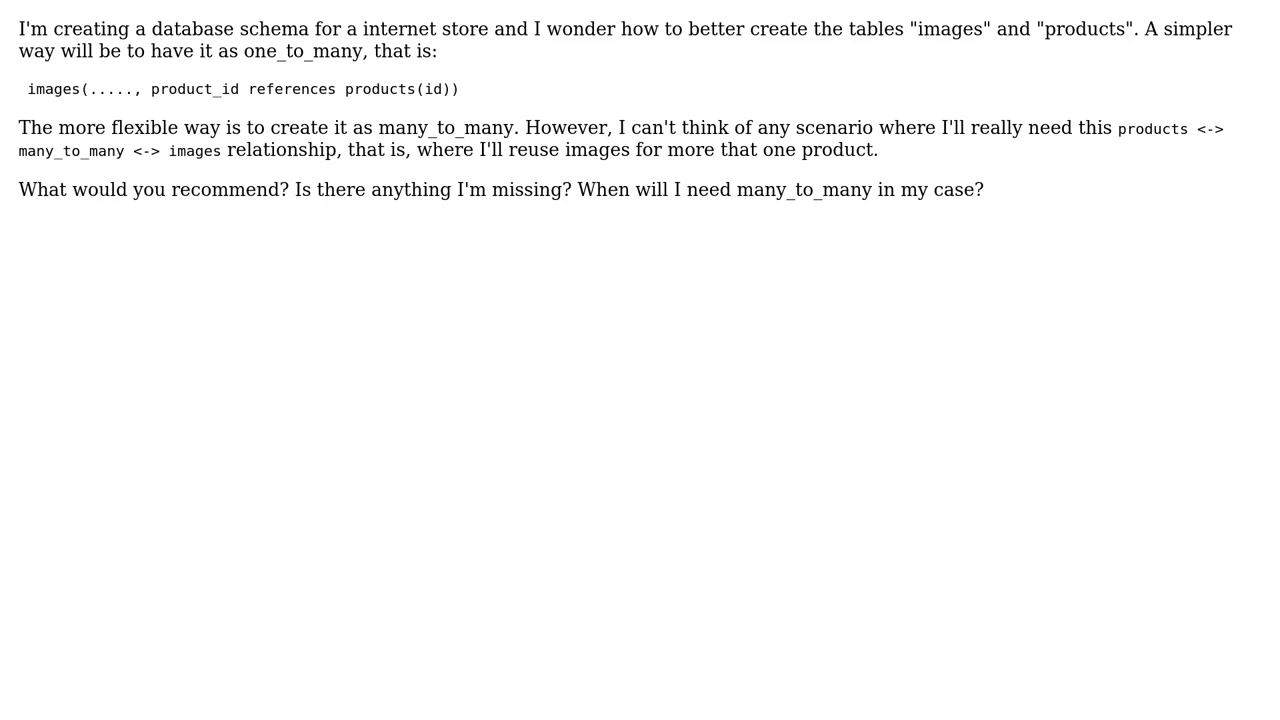 I'm creating a database schema for a internet store and I wonder how to better create the tables "images" and "products". A simpler
way will be to have it as one_to_many, that is:
images(....., product_id references products(id))
The more flexible way is to create it as many_to_many. However, I can't think of any scenario where I'll really need this products <->
many_to_many <-> images relationship, that is, where I'll reuse images for more that one product.
What would you recommend? Is there anything I'm missing? When will I need many_to_many in my case?